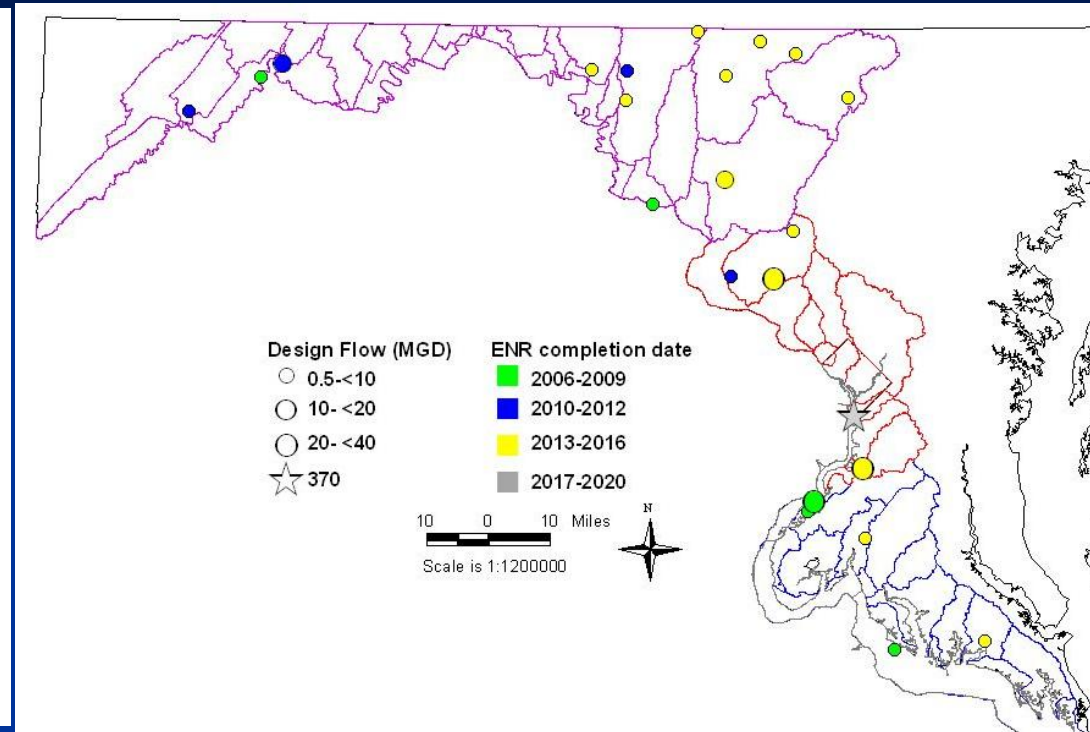 Design Flow (MGD)
0.5-<10
10- <20
20- <40
370
ENR completion date
2006-2009
2010-2012
2013-2016
2017-2020
10 0 10 Miles
Scale is 1:1200000
N